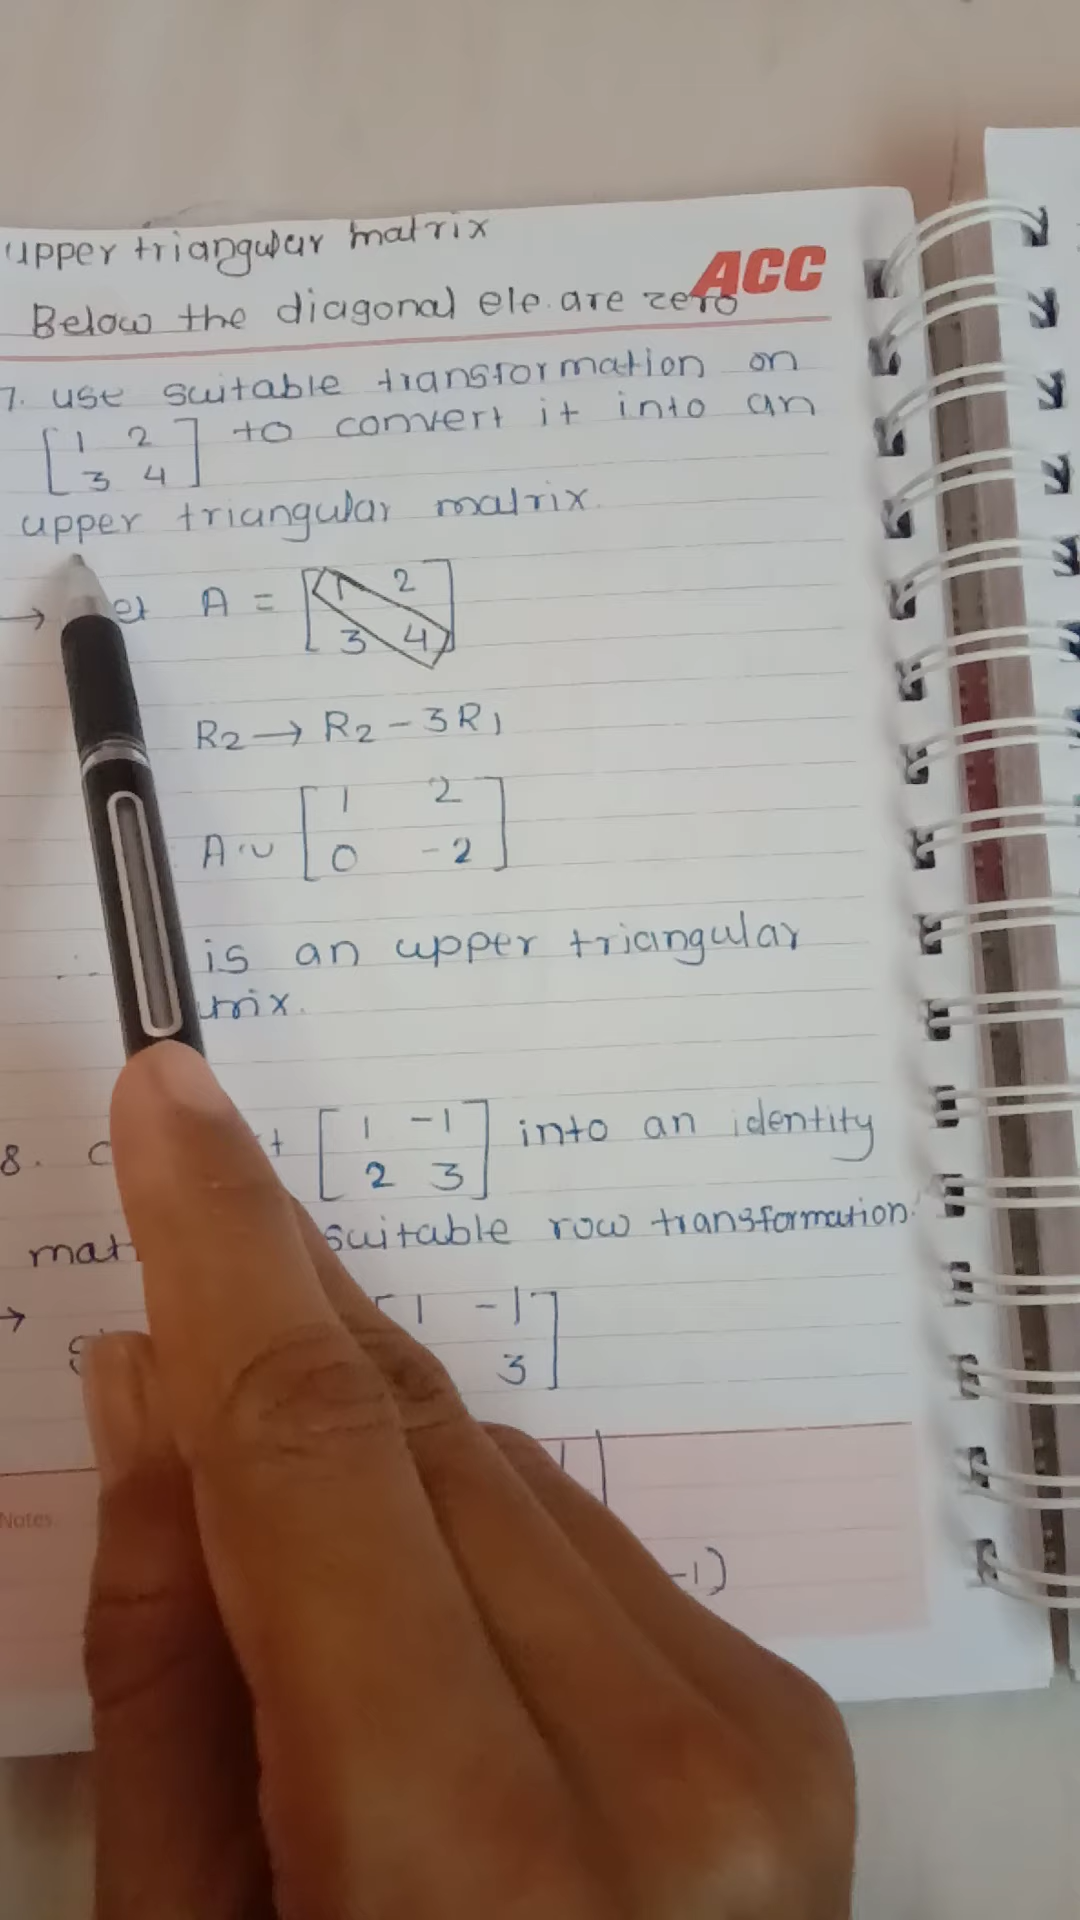 upper triangular matrix
ACC
Below the diagonal ele. are zero
7. use suitable transformation on
[1 2
3 4] to convert it into an
upper triangular matrix.
→ A = [1 2
3 4]
R2 → R2 - 3R1
A ~ [1 2
0 -2]
∴ is an upper triangular
8. [1 -1
2 3] into an identity
suitable row transformation.
→ [1 -1
3]
Notes
-1)